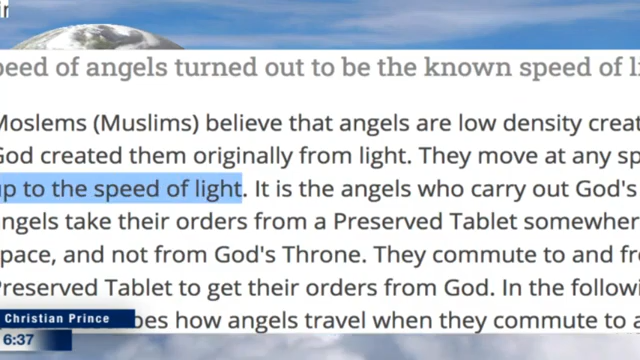 ir
peed of angels turned out to be the known speed of li
Moslems (Muslims) believe that angels are low density creat
God created them originally from light. They move at any sp
up to the speed of light. It is the angels who carry out God's
angels take their orders from a Preserved Tablet somewher
pace, and not from God's Throne. They commute to and fr
Preserved Tablet to get their orders from God. In the followi
Christian Prince
bes how angels travel when they commute to a
6:37